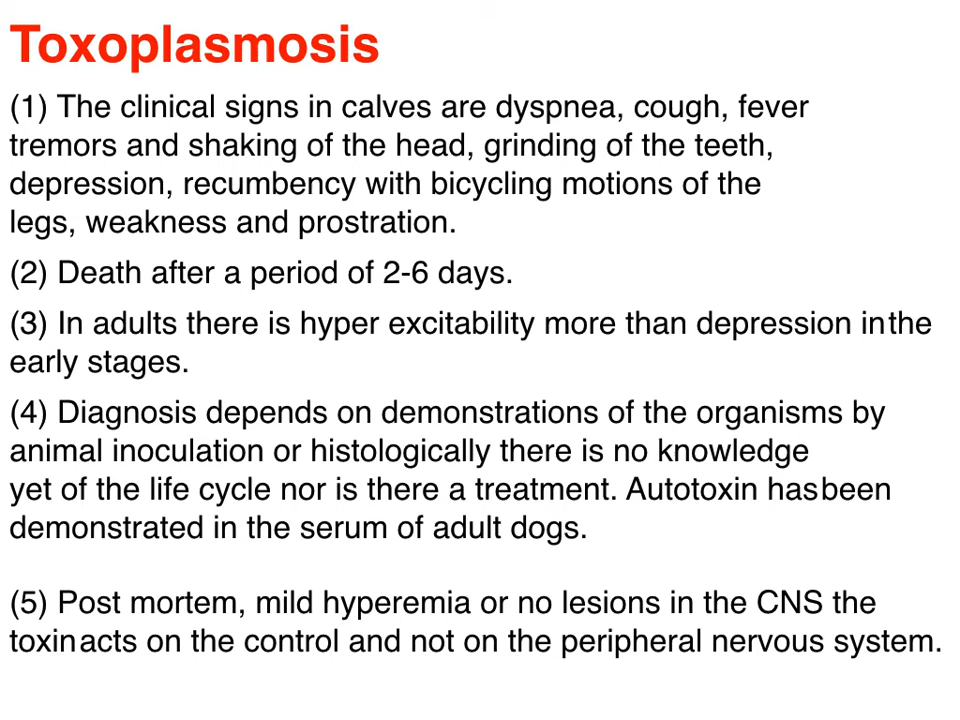 Toxoplasmosis
(1) The clinical signs in calves are dyspnea, cough, fever
tremors and shaking of the head, grinding of the teeth,
depression, recumbency with bicycling motions of the
legs, weakness and prostration.
(2) Death after a period of 2-6 days.
(3) In adults there is hyper excitability more than depression inthe
early stages.
(4) Diagnosis depends on demonstrations of the organisms by
animal inoculation or histologically there is no knowledge
yet of the life cycle nor is there a treatment. Autotoxin hasbeen
demonstrated in the serum of adult dogs.
(5) Post mortem, mild hyperemia or no lesions in the CNS the
toxinacts on the control and not on the peripheral nervous system.